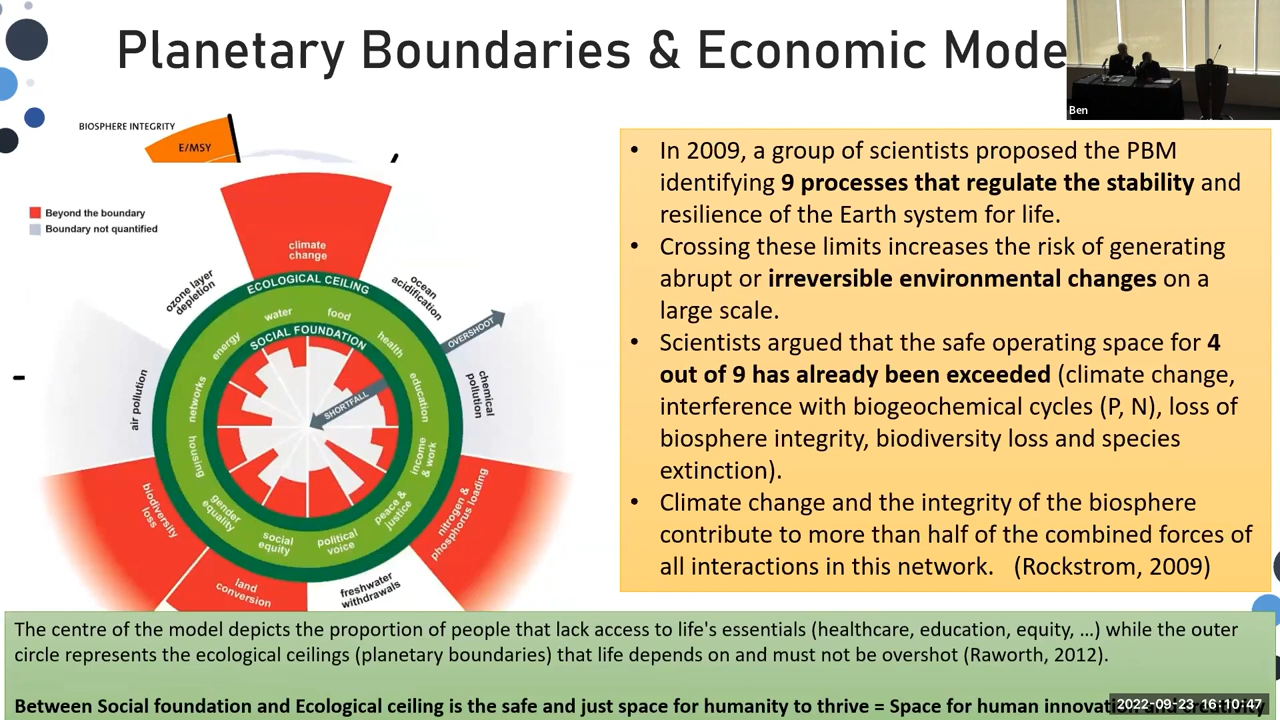 Planetary Boundaries & Economic Mode
Ben
BIOSPHERE INTEGRITY
E/MSY
Beyond the boundary
Boundary not quantified
climate
change
ozone layer
depletion
ocean
acidification
ECOLOGICAL CEILING
water
food
energy
health
SOCIAL FOUNDATION
OVERSHOOT
SHORTFALL
air pollution
networks
education
chemical
pollution
housing
income
& work
gender
equality
peace &
justice
social
equity
political
voice
biodiversity
loss
nitrogen &
phosphorus loading
land
conversion
freshwater
withdrawals
• In 2009, a group of scientists proposed the PBM
identifying 9 processes that regulate the stability and
resilience of the Earth system for life.
• Crossing these limits increases the risk of generating
abrupt or irreversible environmental changes on a
large scale.
• Scientists argued that the safe operating space for 4
out of 9 has already been exceeded (climate change,
interference with biogeochemical cycles (P, N), loss of
biosphere integrity, biodiversity loss and species
extinction).
• Climate change and the integrity of the biosphere
contribute to more than half of the combined forces of
all interactions in this network. (Rockstrom, 2009)
The centre of the model depicts the proportion of people that lack access to life's essentials (healthcare, education, equity, ...) while the outer
circle represents the ecological ceilings (planetary boundaries) that life depends on and must not be overshot (Raworth, 2012).
Between Social foundation and Ecological ceiling is the safe and just space for humanity to thrive = Space for human innovation and creativity
2022-09-23 16:10:47